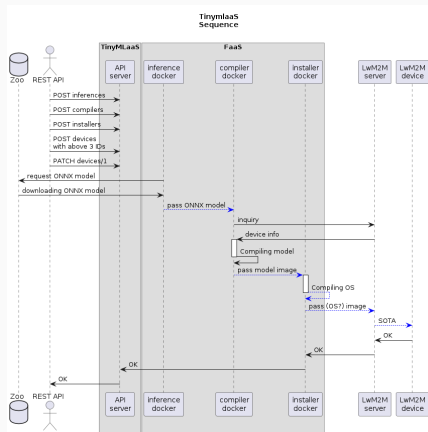 TinymlaaS
Sequence
TinyMLaaS
FaaS
Zoo
REST API
API
server
inference
docker
compiler
docker
installer
docker
LwM2M
server
LwM2M
device
POST inferences
POST compilers
POST installers
POST devices
with above 3 IDs
PATCH devices/1
request ONNX model
downloading ONNX model
pass ONNX model
inquiry
device info
Compiling model
pass model image
Compiling OS
pass (OS?) image
SOTA
OK
OK
OK
OK
Zoo
REST API
API
server
inference
docker
compiler
docker
installer
docker
LwM2M
server
LwM2M
device